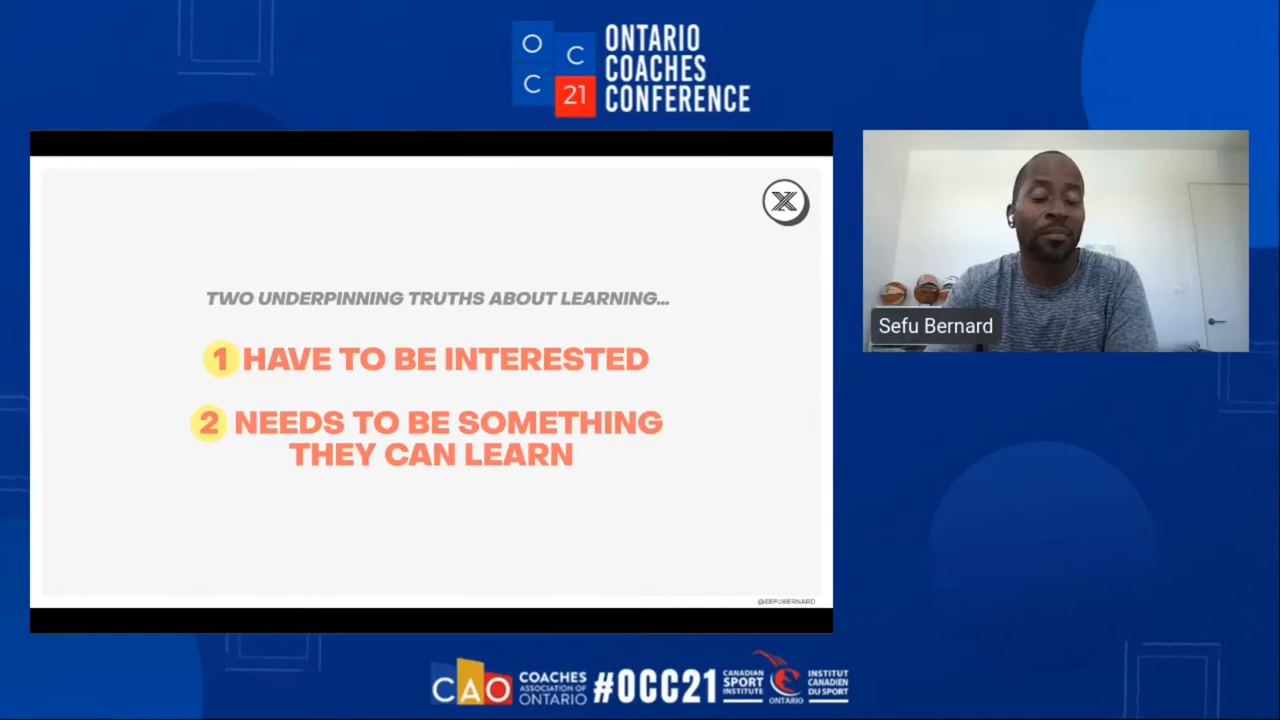 O
C
C
21
ONTARIO
COACHES
CONFERENCE
TWO UNDERPINNING TRUTHS ABOUT LEARNING...
1 HAVE TO BE INTERESTED
2 NEEDS TO BE SOMETHING
THEY CAN LEARN
@SEFUBERNARD
Sefu Bernard
CAO
COACHES
ASSOCIATION OF
ONTARIO
#OCC21
CANADIAN
SPORT
INSTITUTE
ONTARIO
INSTITUT
CANADIEN
DU SPORT